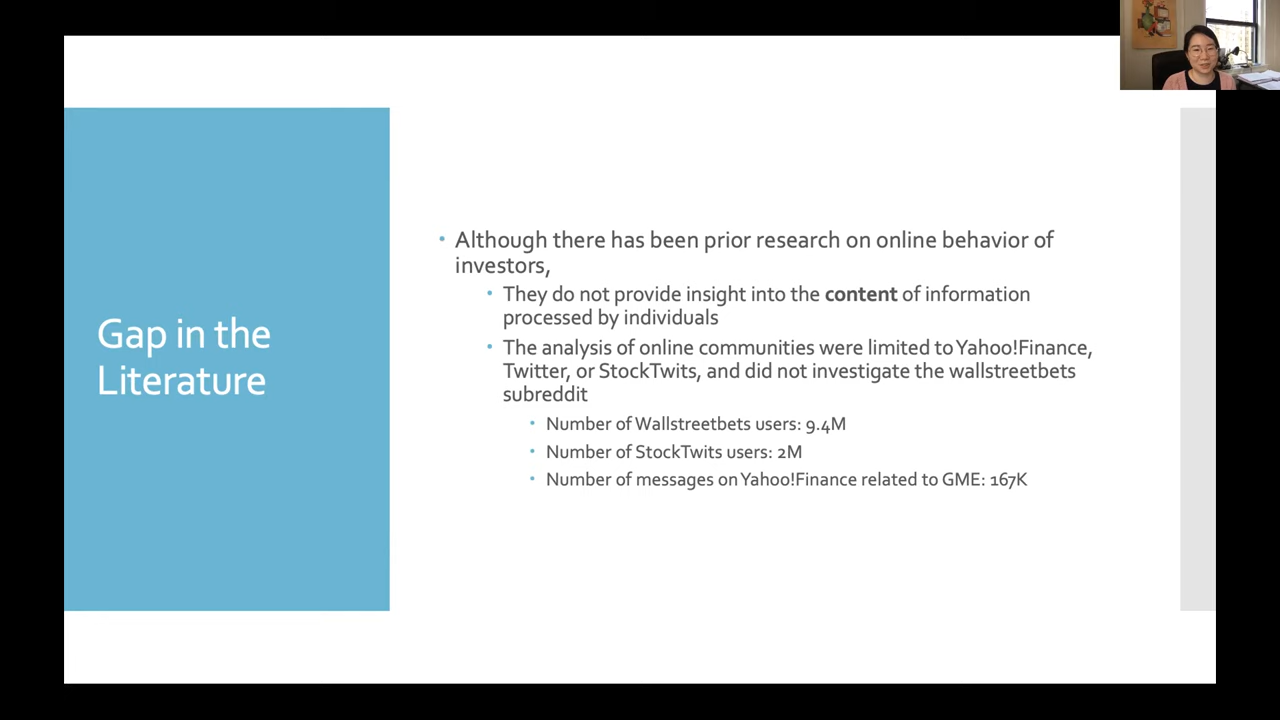 Gap in the
Literature
• Although there has been prior research on online behavior of
investors,
• They do not provide insight into the content of information
processed by individuals
• The analysis of online communities were limited to Yahoo!Finance,
Twitter, or StockTwits, and did not investigate the wallstreetbets
subreddit
• Number of Wallstreetbets users: 9.4M
• Number of StockTwits users: 2M
• Number of messages on Yahoo!Finance related to GME: 167K